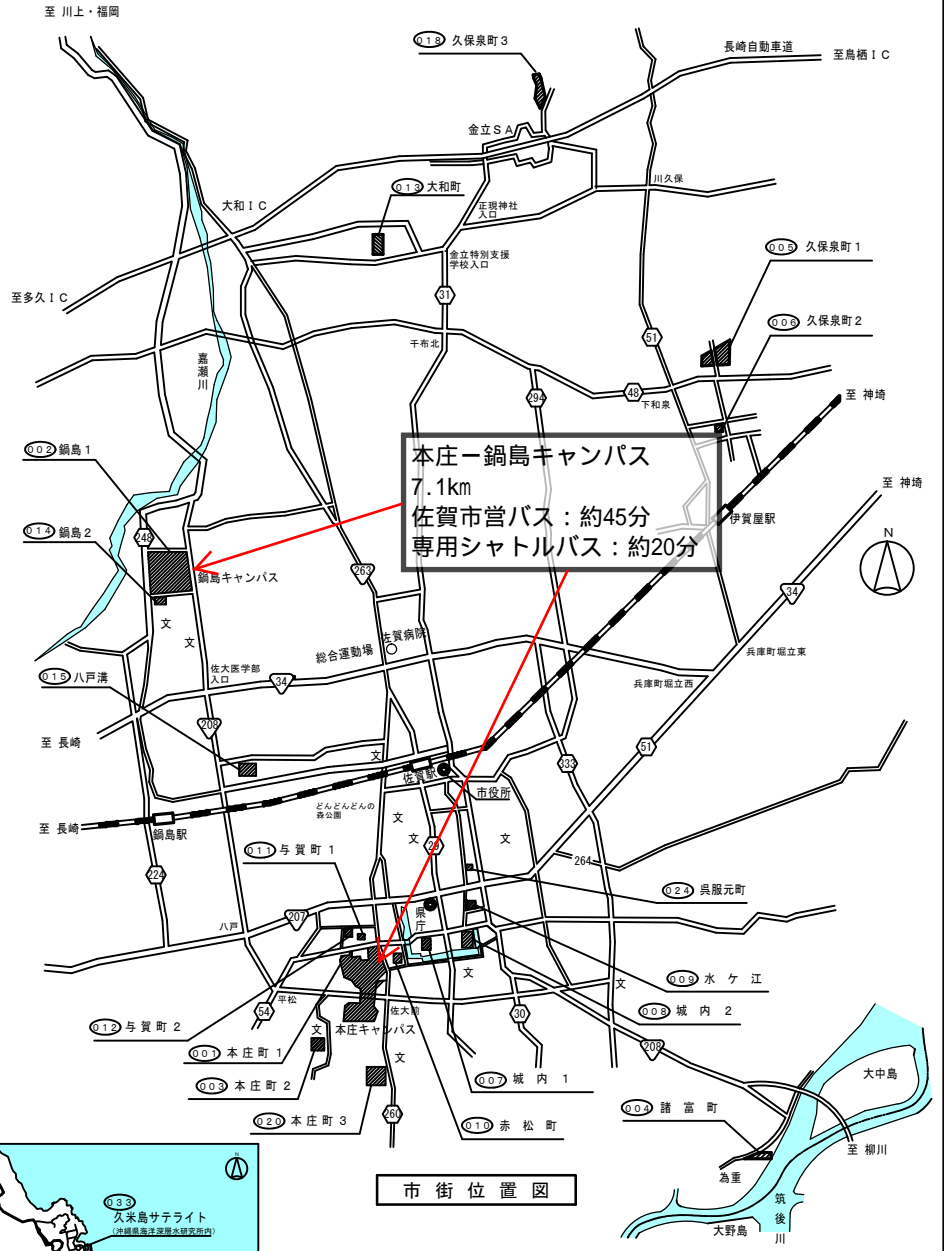 至 川上・福岡
018 久保泉町３
長崎自動車道
至鳥栖ＩＣ
金立ＳＡ
013 大和町
川久保
大和ＩＣ
正現神社
入口
金立特別支援
学校入口
005 久保泉町１
至多久ＩＣ
31
006 久保泉町２
千布北
51
嘉瀬川
294
48
下和泉
至 神埼
002 鍋島１
本庄ー鍋島キャンパス
7.1km
佐賀市営バス：約45分
専用シャトルバス：約20分
至 神埼
伊賀屋駅
014 鍋島２
248
N
鍋島キャンパス
263
34
文
文
佐賀病院
総合運動場
兵庫町堀立東
佐大医学部
入口
015 八戸溝
34
兵庫町堀立西
208
至 長崎
51
文
佐賀駅
333
市役所
どんどんどんの
森公園
文
至 長崎
鍋島駅
文
29
文
011 与賀町１
264
224
024 呉服元町
207
県庁
八戸
文
009 水ケ江
文
平松
008 城内２
54
佐大前
30
012 与賀町２
文
本庄キャンパス
001 本庄町１
文
208
003 本庄町２
007 城内１
大中島
020 本庄町３
260
010 赤松町
004 諸富町
至 柳川
為重
市街位置図
筑後川
大野島
N
033
久米島サテライト
(沖縄県海洋深層水研究所内)